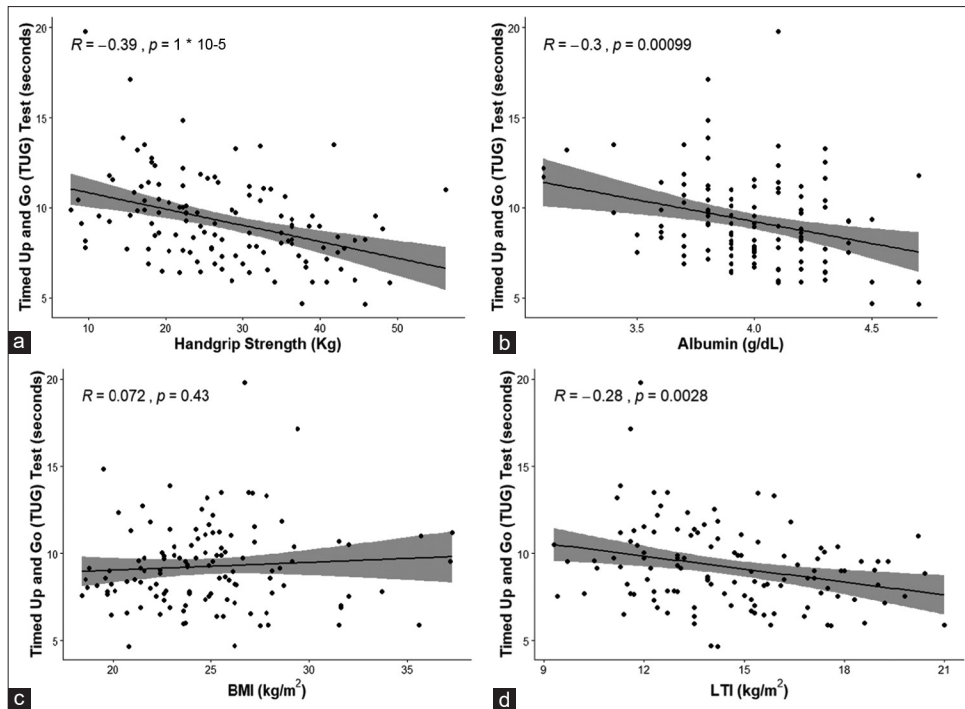 Timed Up and Go (TUG) Test (seconds)
20
15
10
5
R = −0.39 , p = 1 * 10-5
10 20 30 40 50
Handgrip Strength (Kg)
a
Timed Up and Go (TUG) Test (seconds)
20
15
10
5
R = −0.3 , p = 0.00099
3.5 4.0 4.5
Albumin (g/dL)
b
Timed Up and Go (TUG) Test (seconds)
20
15
10
5
R = 0.072 , p = 0.43
20 25 30 35
BMI (kg/m²)
c
Timed Up and Go (TUG) Test (seconds)
20
15
10
5
R = −0.28 , p = 0.0028
9 12 15 18 21
LTI (kg/m²)
d